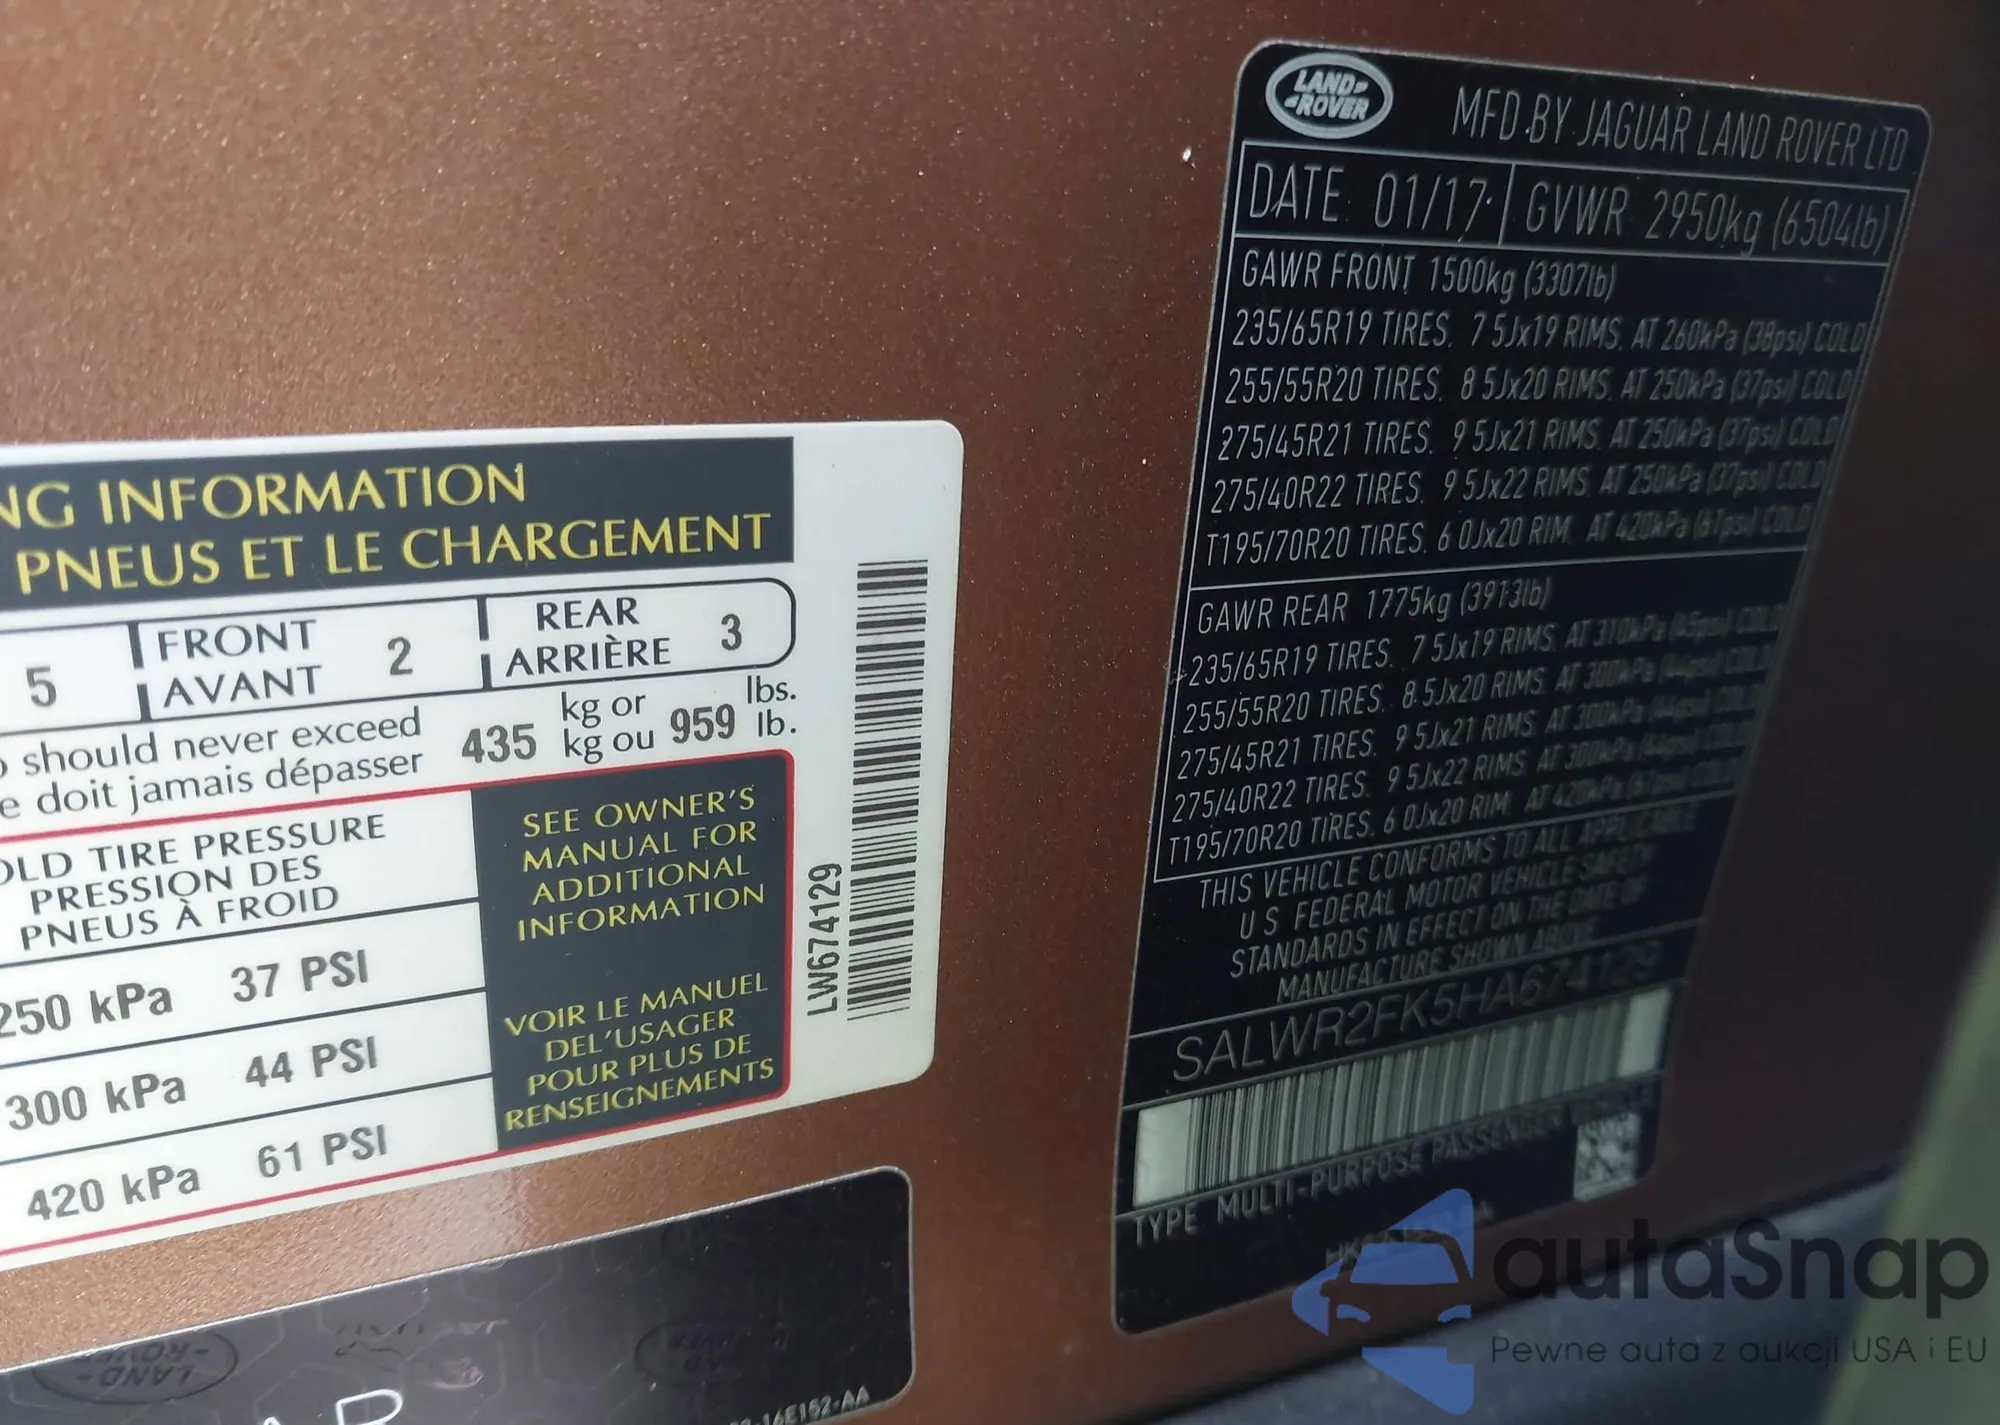 NG INFORMATION
PNEUS ET LE CHARGEMENT
5
FRONT
AVANT
2
REAR
ARRIÈRE
3
should never exceed
e doit jamais dépasser
435
kg or
kg ou
959
lbs.
lb.
OLD TIRE PRESSURE
PRESSION DES
PNEUS À FROID
250 kPa 37 PSI
300 kPa 44 PSI
420 kPa 61 PSI
SEE OWNER'S
MANUAL FOR
ADDITIONAL
INFORMATION
VOIR LE MANUEL
DEL'USAGER
POUR PLUS DE
RENSEIGNEMENTS
LW674129
LAND
ROVER
MFD BY JAGUAR LAND ROVER LTD
DATE 01/17
GVWR 2950kg (6504lb)
GAWR FRONT 1500kg (3307lb)
235/65R19 TIRES. 7 5Jx19 RIMS. AT 260kPa (38psi) COLD
255/55R20 TIRES. 8 5Jx20 RIMS. AT 250kPa (37psi) COLD
275/45R21 TIRES. 9 5Jx21 RIMS. AT 250kPa (37psi) COLD
275/40R22 TIRES. 9 5Jx22 RIMS. AT 250kPa (37psi) COLD
T195/70R20 TIRES. 6 0Jx20 RIM. AT 420kPa (61psi) COLD
GAWR REAR 1775kg (3913lb)
235/65R19 TIRES. 7 5Jx19 RIMS. AT 310kPa (45psi) COLD
255/55R20 TIRES. 8.5Jx20 RIMS. AT 300kPa (44psi) COLD
275/45R21 TIRES. 9 5Jx21 RIMS. AT 300kPa (44psi) COLD
275/40R22 TIRES. 9 5Jx22 RIMS. AT 300kPa (44psi) COLD
T195/70R20 TIRES. 6 0Jx20 RIM. AT 420kPa (61psi) COLD
THIS VEHICLE CONFORMS TO ALL APPLICABLE
U S FEDERAL MOTOR VEHICLE SAFETY
STANDARDS IN EFFECT ON THE DATE OF
MANUFACTURE SHOWN ABOVE
SALWR2FK5HA674129
TYPE MULTI-PURPOSE PASSENGER VEHICLE
LAND
ROVER
16E152-AA
autaSnap
Pewne auta z aukcji USA i EU